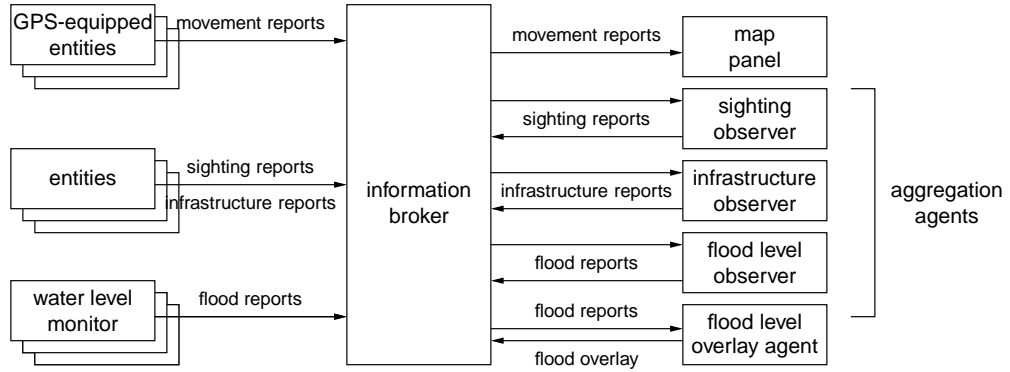 GPS-equipped
entities
movement reports
entities
sighting reports
infrastructure reports
water level
monitor
flood reports
information
broker
movement reports
map
panel
sighting reports
sighting
observer
infrastructure reports
infrastructure
observer
flood reports
flood level
observer
flood reports
flood overlay
flood level
overlay agent
aggregation
agents